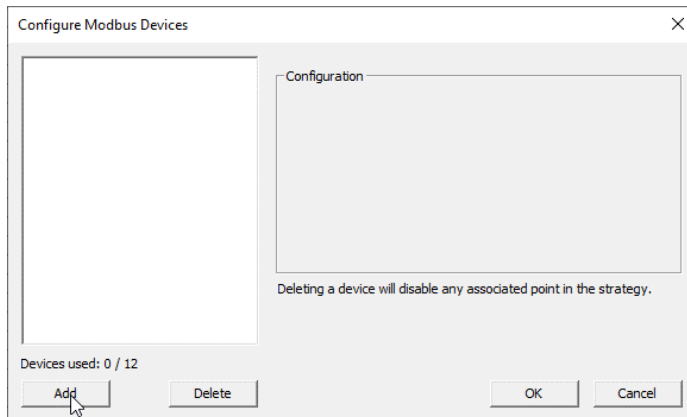 Configure Modbus Devices
Configuration
Deleting a device will disable any associated point in the strategy.
Devices used: 0 / 12
Add
Delete
OK
Cancel